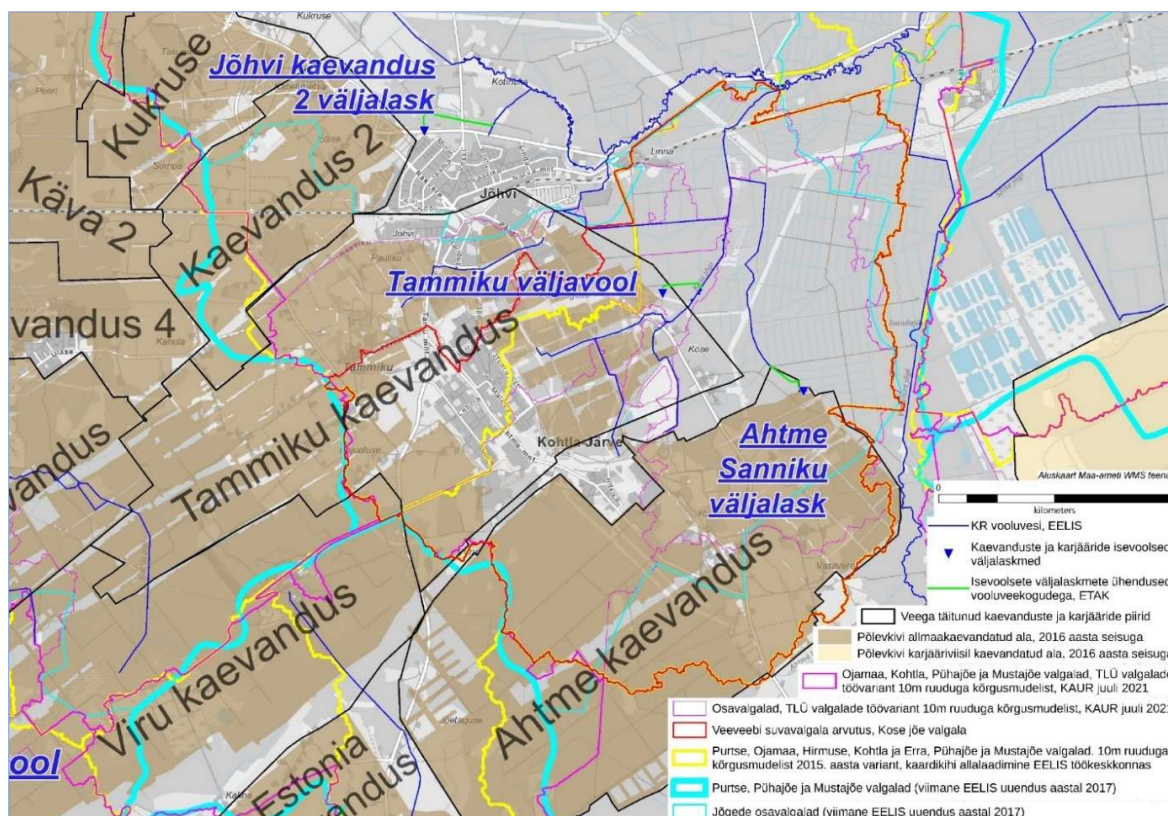 Kukruse
Jõhvi kaevandus
2 väljalask
Kukruse
Käva 2
Kaevandus 2
Linna
Jõhvi
Jõhvi
Pauliku
Tammiku väljavool
vandus 4
Tammiku
Kose
Tammiku kaevandus
Kohtla-Järve
Ahtme
Sanniku
väljalask
vandus
Viru kaevandus
Ahtme kaevandus
Vasavere
Estonia
vandus
ool
Aluskaart Maa-ameti WMS teenu
0
kilometers
KR vooluvesi, EELIS
Kaevanduste ja karjääride isevoolsed
väljalaskmed
Isevoolsete väljalaskmete ühendused
vooluveekogudega, ETAK
Veega täitunud kaevanduste ja karjääride piirid
Põlevkivi allmaakaevandatud ala, 2016 aasta seisuga
Põlevkivi karjääriviisil kaevandatud ala, 2016 aasta seisuga
Ojamaa, Kohtla, Pühajõe ja Mustajõe valgalad, TLÜ valgalade
töövariant 10m ruuduga kõrgusmudelist, KAUR juuli 2021
Osavalgalad, TLÜ valgalade töövariant 10m ruuduga kõrgusmudelist, KAUR juuli 2021
Veeveebi suvavalgala arvutus, Kose jõe valgala
Purtse, Ojamaa, Hirmuse, Kohtla ja Erra, Pühajõe ja Mustajõe valgalad. 10m ruuduga
kõrgusmudelist 2015. aasta variant, kaardikihi allalaadimine EELIS töökeskkonnas
Purtse, Pühajõe ja Mustajõe valgalad (viimane EELIS uuendus aastal 2017)
Jõgede osavalgalad (viimane EELIS uuendus aastal 2017)